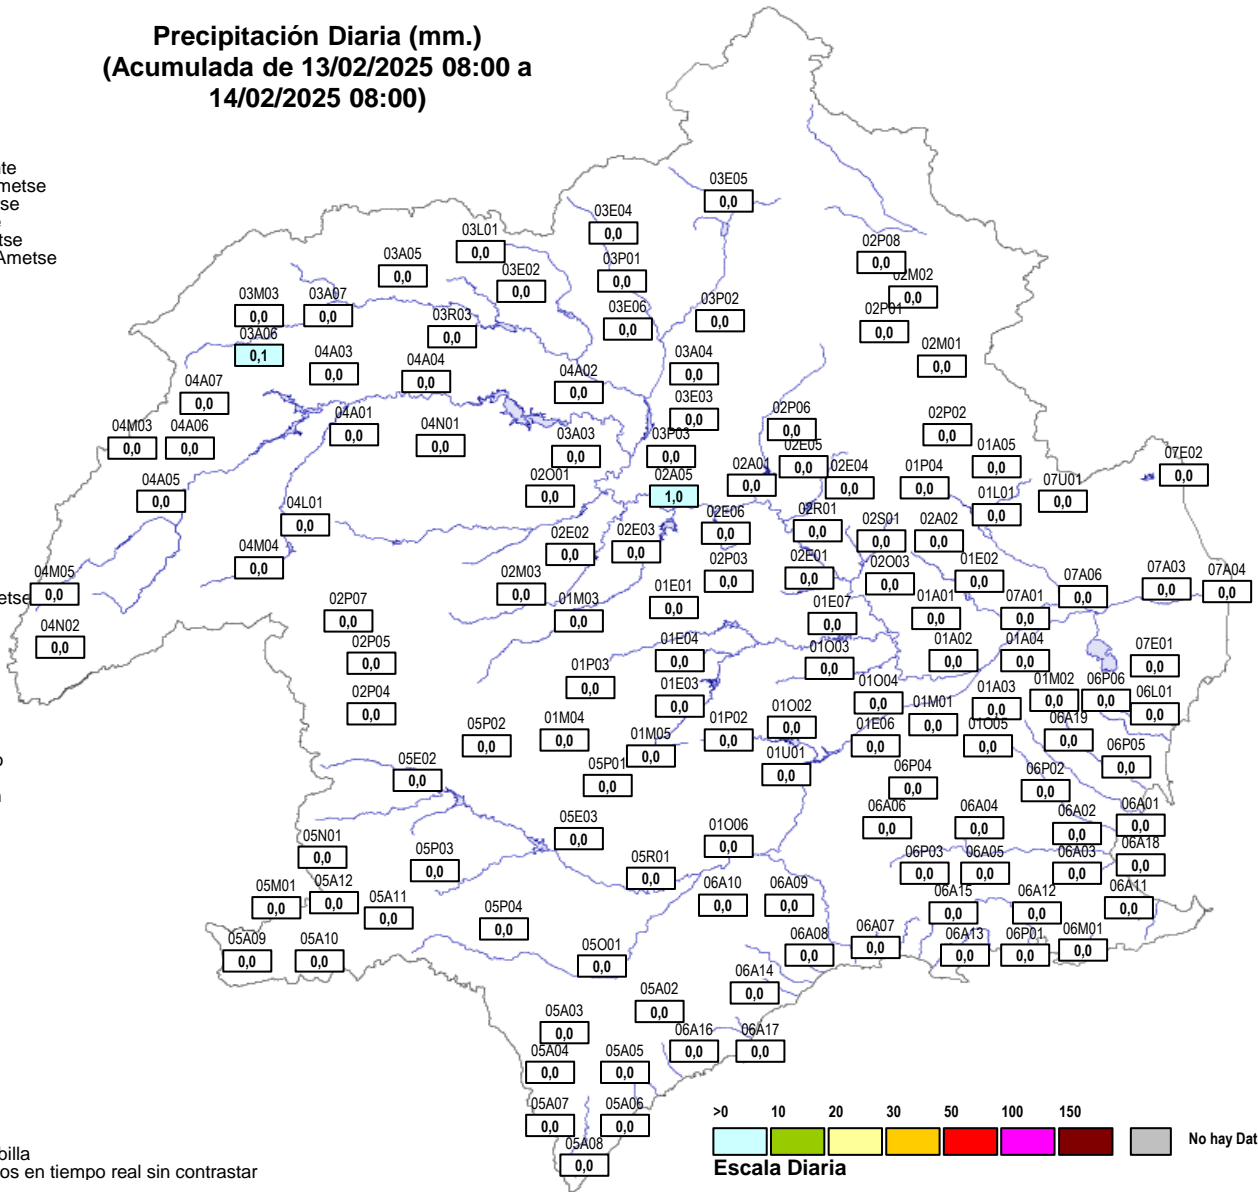 Precipitación Diaria (mm.)
(Acumulada de 13/02/2025 08:00 a
14/02/2025 08:00)
03E05
0,0
03E04
0,0
03L01
0,0
03A05
0,0
03P01
0,0
03E02
0,0
02P08
0,0
02M02
0,0
03M03
0,0
03A07
0,0
03R03
0,0
03E06
0,0
03P02
0,0
02P01
0,0
03A06
0,1
04A03
0,0
04A04
0,0
04A02
0,0
03A04
0,0
02M01
0,0
04A07
0,0
03E03
0,0
04M03
0,0
04A06
0,0
04A01
0,0
04N01
0,0
03A03
0,0
03P03
0,0
02P06
0,0
02E05
0,0
02P02
0,0
01A05
0,0
07E02
0,0
04A05
0,0
02O01
0,0
02A05
1,0
02A01
0,0
02E04
0,0
01P04
0,0
01L01
0,0
07U01
0,0
04L01
0,0
02E06
0,0
02R01
0,0
02S01
0,0
02A02
0,0
04M04
0,0
02E02
0,0
02E03
0,0
02P03
0,0
02E01
0,0
02O03
0,0
01E02
0,0
04M05
0,0
02M03
0,0
01M03
0,0
01E01
0,0
01E07
0,0
01A01
0,0
07A01
0,0
07A06
0,0
07A03
0,0
07A04
0,0
04N02
0,0
02P07
0,0
02P05
0,0
01E04
0,0
01O03
0,0
01A02
0,0
01A04
0,0
07E01
0,0
02P04
0,0
01P03
0,0
01E03
0,0
01O04
0,0
01A03
0,0
01M02
0,0
06P06
0,0
06L01
0,0
05P02
0,0
01M04
0,0
01M05
0,0
01P02
0,0
01O02
0,0
01E06
0,0
01M01
0,0
01O05
0,0
06A19
0,0
05E02
0,0
05P01
0,0
01U01
0,0
06P04
0,0
06P02
0,0
06P05
0,0
05E03
0,0
01O06
0,0
06A06
0,0
06A04
0,0
06A02
0,0
06A01
0,0
05N01
0,0
05P03
0,0
05R01
0,0
06P03
0,0
06A05
0,0
06A03
0,0
06A18
0,0
05M01
0,0
05A12
0,0
05A11
0,0
05P04
0,0
06A10
0,0
06A09
0,0
06A15
0,0
06A12
0,0
06A11
0,0
05A09
0,0
05A10
0,0
05O01
0,0
06A08
0,0
06A07
0,0
06A13
0,0
06P01
0,0
06M01
0,0
05A03
0,0
05A02
0,0
06A14
0,0
05A04
0,0
05A05
0,0
06A16
0,0
06A17
0,0
05A07
0,0
05A06
0,0
05A08
0,0
>0 10 20 30 50 100 150
No hay Dat
Escala Diaria
en tiempo real sin contrastar